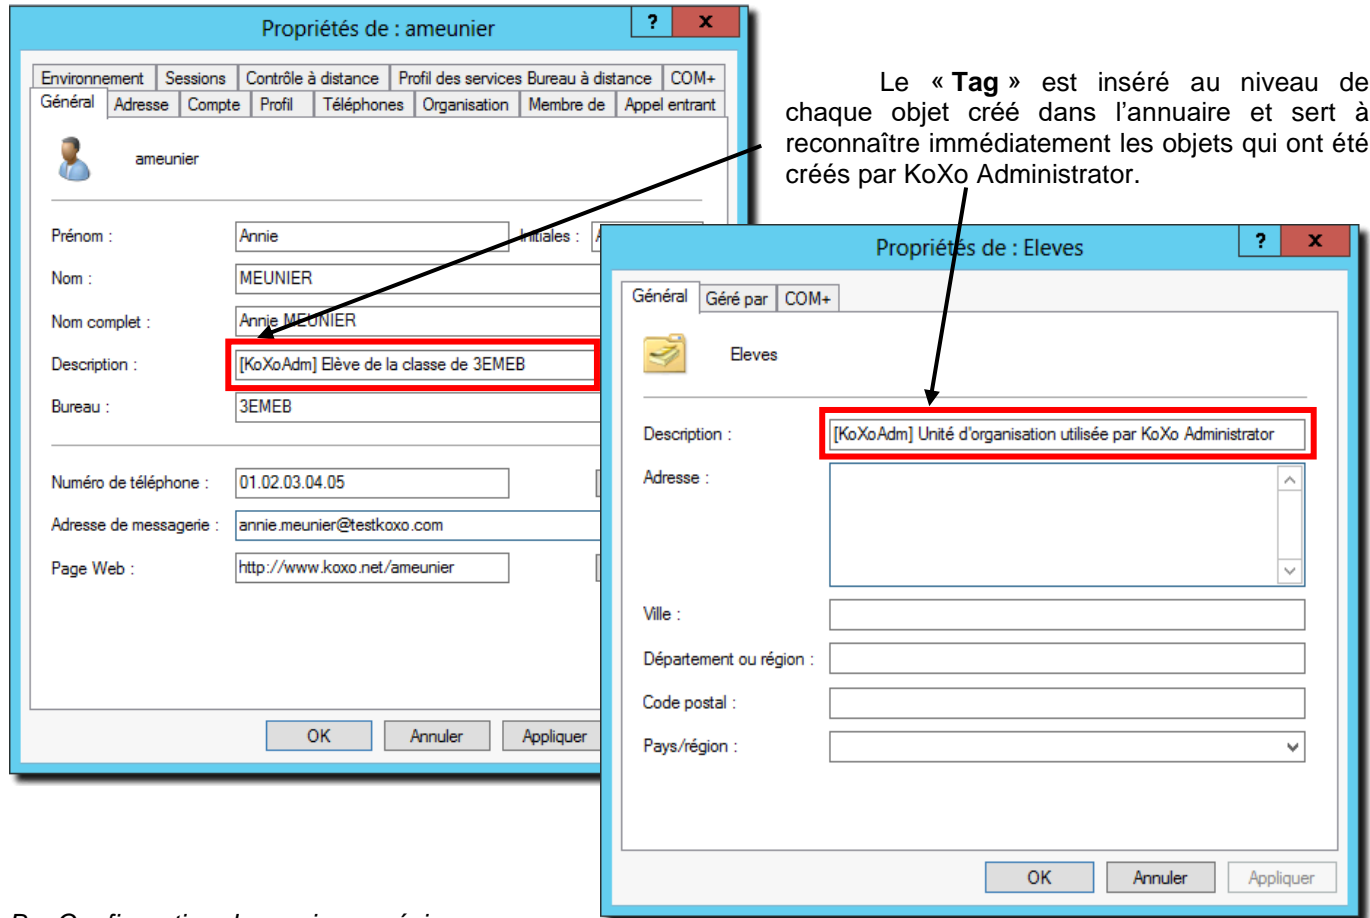 Propriétés de : ameunier
? x
Environnement Sessions Contrôle à distance Profil des services Bureau à distance COM+
Général Adresse Compte Profil Téléphones Organisation Membre de Appel entrant
ameunier
Prénom : Annie Initiales : A
Nom : MEUNIER
Nom complet : Annie MEUNIER
Description : [KoXoAdm] Elève de la classe de 3EMEB
Bureau : 3EMEB
Numéro de téléphone : 01.02.03.04.05
Adresse de messagerie : annie.meunier@testkoxo.com
Page Web : http://www.koxo.net/ameunier
OK Annuler Appliquer
Le « Tag » est inséré au niveau de
chaque objet créé dans l'annuaire et sert à
reconnaître immédiatement les objets qui ont été
créés par KoXo Administrator.
Propriétés de : Eleves
? x
Général Géré par COM+
Eleves
Description : [KoXoAdm] Unité d'organisation utilisée par KoXo Administrator
Adresse :
Ville :
Département ou région :
Code postal :
Pays/région :
OK Annuler Appliquer